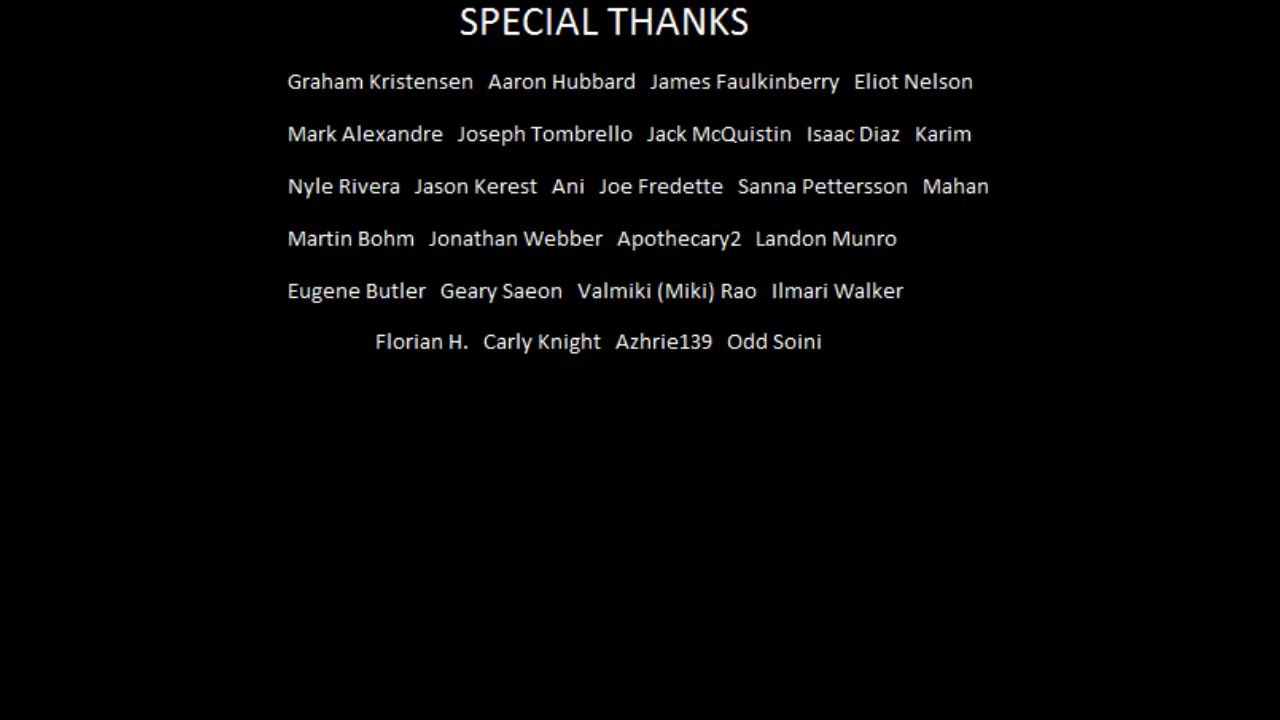 SPECIAL THANKS
Graham Kristensen Aaron Hubbard James Faulkinberry Eliot Nelson
Mark Alexandre Joseph Tombrello Jack McQuistin Isaac Diaz Karim
Nyle Rivera Jason Kerest Ani Joe Fredette Sanna Pettersson Mahan
Martin Bohm Jonathan Webber Apothecary2 Landon Munro
Eugene Butler Geary Saeon Valmiki (Miki) Rao Ilmari Walker
Florian H. Carly Knight Azhrie139 Odd Soini